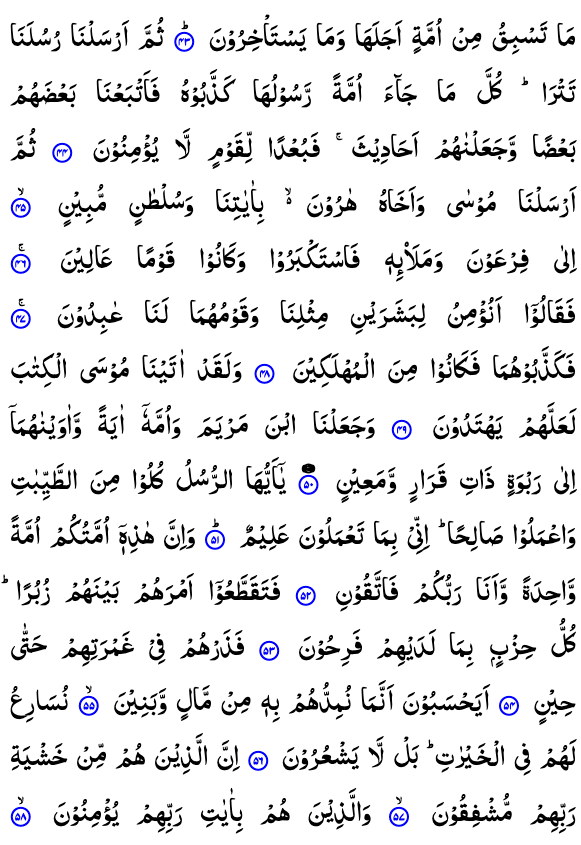 مَا تَسْبِقُ مِنْ اُمَّةٍ اَجَلَهَا وَمَا يَسْتَاْخِرُوْنَ ؕ‏ ﴿۴۳﴾ ثُمَّ اَرْسَلْنَا رُسُلَنَا
تَتْرَا‌ ؕ كُلَّ مَا جَآءَ اُمَّةً رَّسُوْلُهَا كَذَّبُوْهُ‌ فَاَتْبَعْنَا بَعْضَهُمْ
بَعْضًا وَّجَعَلْنٰهُمْ اَحَادِيْثَ‌ ۚ فَبُعْدًا لِّقَوْمٍ لَّا يُؤْمِنُوْنَ‏ ﴿۴۴﴾ ثُمَّ
اَرْسَلْنَا مُوْسٰى وَاَخَاهُ هٰرُوْنَ ۙ بِاٰيٰتِنَا وَسُلْطٰنٍ مُّبِيْنٍۙ‏ ﴿۴۵﴾
اِلٰى فِرْعَوْنَ وَمَلَا۟ئِهٖ فَاسْتَكْبَرُوْا وَكَانُوْا قَوْمًا عَالِيْنَ‌ ۚ‏ ﴿۴۶﴾
فَقَالُوْۤا اَنُؤْمِنُ لِبَشَرَيْنِ مِثْلِنَا وَقَوْمُهُمَا لَنَا عٰبِدُوْنَ‌ ۚ‏ ﴿۴۷﴾
فَكَذَّبُوْهُمَا فَكَانُوْا مِنَ الْمُهْلَكِيْنَ‏ ﴿۴۸﴾ وَلَقَدْ اٰتَيْنَا مُوْسَى الْكِتٰبَ
لَعَلَّهُمْ يَهْتَدُوْنَ‏ ﴿۴۹﴾ وَجَعَلْنَا ابْنَ مَرْيَمَ وَاُمَّهٗۤ اٰيَةً وَّاٰوَيْنٰهُمَاۤ
اِلٰى رَبْوَةٍ ذَاتِ قَرَارٍ وَّمَعِيْنٍ‏ ﴿۵۰﴾ يٰۤاَيُّهَا الرُّسُلُ كُلُوْا مِنَ الطَّيِّبٰتِ
وَاعْمَلُوْا صَالِحًـا‌ ؕ اِنِّىْ بِمَا تَعْمَلُوْنَ عَلِيْمٌ ؕ‏ ﴿۵۱﴾ وَاِنَّ هٰذِهٖۤ اُمَّتُكُمْ اُمَّةً
وَّاحِدَةً وَّاَنَا رَبُّكُمْ فَاتَّقُوْنِ‏ ﴿۵۲﴾ فَتَقَطَّعُوْۤا اَمْرَهُمْ بَيْنَهُمْ زُبُرًا‌ ؕ
كُلُّ حِزْبٍۢ بِمَا لَدَيْهِمْ فَرِحُوْنَ‏ ﴿۵۳﴾ فَذَرْهُمْ فِىْ غَمْرَتِهِمْ حَتّٰى
حِيْنٍ‏ ﴿۵۴﴾ اَيَحْسَبُوْنَ اَنَّمَا نُمِدُّهُمْ بِهٖ مِنْ مَّالٍ وَّبَنِيْنَۙ‏ ﴿۵۵﴾ نُسَارِعُ
لَهُمْ فِى الْخَيْرٰتِ‌ ؕ بَلْ لَّا يَشْعُرُوْنَ‏ ﴿۵۶﴾ اِنَّ الَّذِيْنَ هُمْ مِّنْ خَشْيَةِ
رَبِّهِمْ مُّشْفِقُوْنَۙ‏ ﴿۵۷﴾ وَالَّذِيْنَ هُمْ بِاٰيٰتِ رَبِّهِمْ يُؤْمِنُوْنَۙ‏ ﴿۵۸﴾